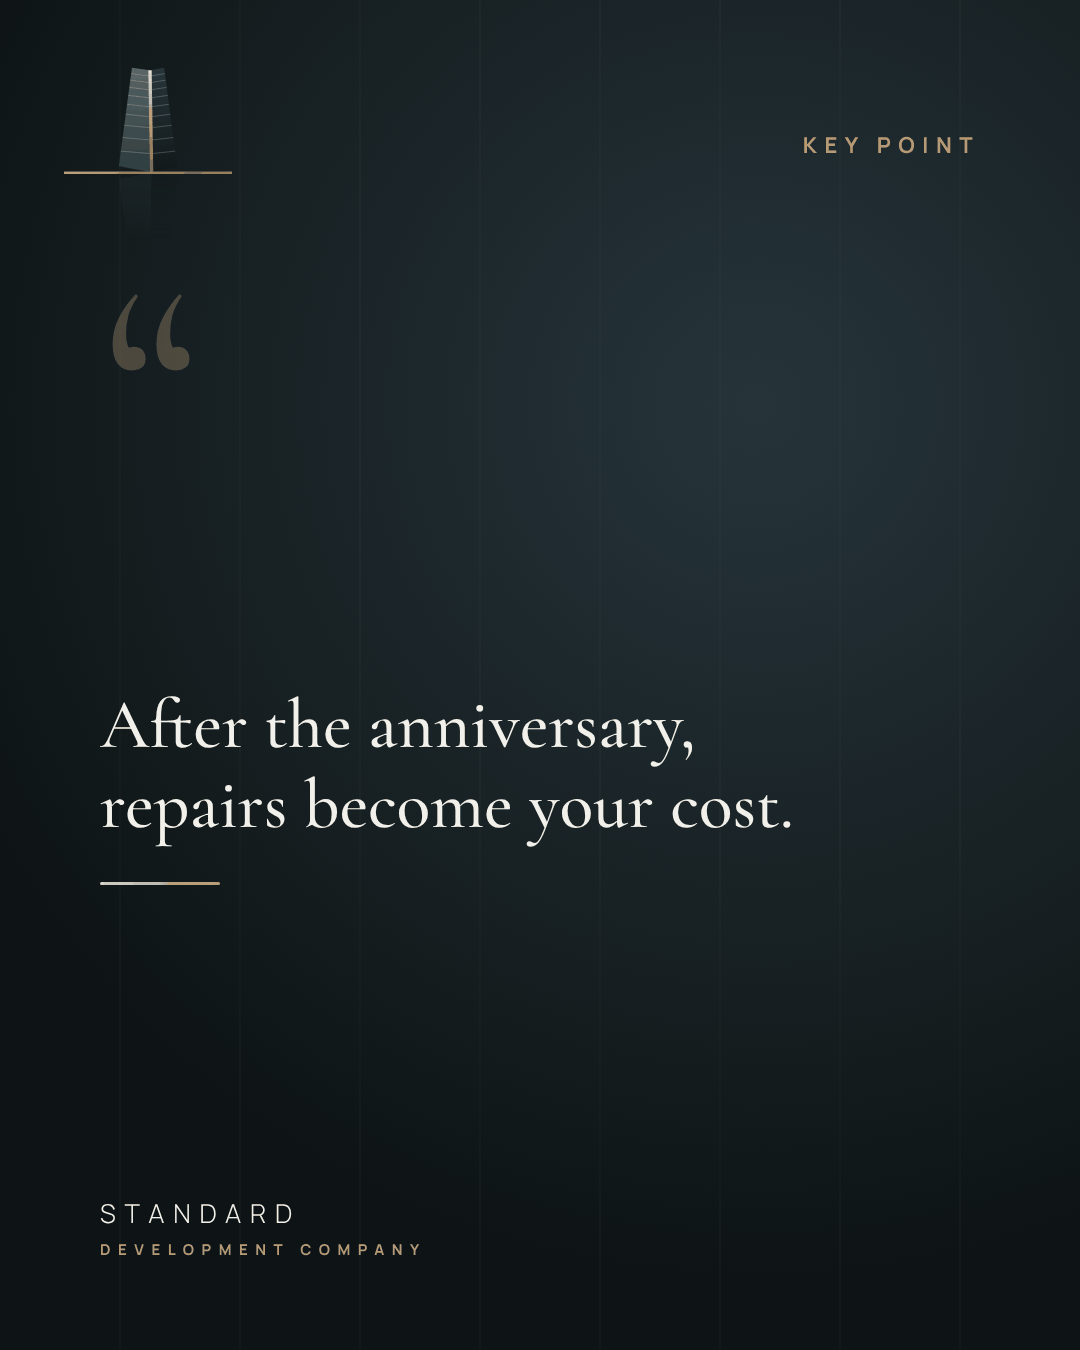 KEY POINT
“
After the anniversary,
repairs become your cost.
STANDARD
DEVELOPMENT COMPANY